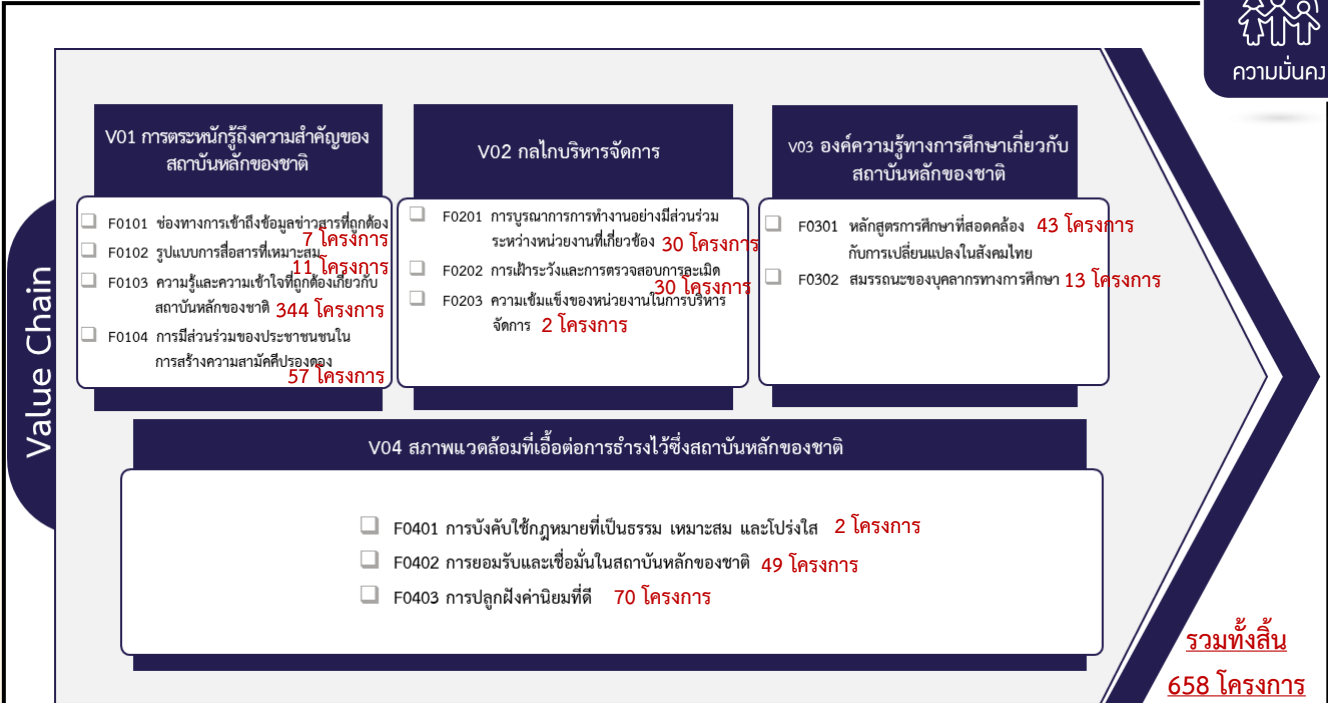 ความมั่นคง
Value Chain
V01 การตระหนักรู้ถึงความสำคัญของ
สถาบันหลักของชาติ
F0101 ช่องทางการเข้าถึงข้อมูลข่าวสารที่ถูกต้อง
7 โครงการ
F0102 รูปแบบการสื่อสารที่เหมาะสม
11 โครงการ
F0103 ความรู้และความเข้าใจที่ถูกต้องเกี่ยวกับ
สถาบันหลักของชาติ 344 โครงการ
F0104 การมีส่วนร่วมของประชาชนชนใน
การสร้างความสามัคคีปรองดอง
57 โครงการ
V02 กลไกบริหารจัดการ
F0201 การบูรณาการการทำงานอย่างมีส่วนร่วม
ระหว่างหน่วยงานที่เกี่ยวช้อง 30 โครงการ
F0202 การเฝ้าระวังและการตรวจสอบการละเมิด
30 โครงการ
F0203 ความเข้มแข็งของหน่วยงานในการบริหาร
จัดการ 2 โครงการ
V03 องค์ความรู้ทางการศึกษาเกี่ยวกับ
สถาบันหลักของชาติ
F0301 หลักสูตรการศึกษาที่สอดคล้อง 43 โครงการ
กับการเปลี่ยนแปลงในสังคมไทย
F0302 สมรรถนะของบุคลากรทางการศึกษา 13 โครงการ
V04 สภาพแวดล้อมที่เอื้อต่อการธำรงไว้ซึ่งสถาบันหลักของชาติ
F0401 การบังคับใช้กฎหมายที่เป็นธรรม เหมาะสม และโปร่งใส 2 โครงการ
F0402 การยอมรับและเชื่อมั่นในสถาบันหลักของชาติ 49 โครงการ
F0403 การปลูกฝังค่านิยมที่ดี 70 โครงการ
รวมทั้งสิ้น
658 โครงการ